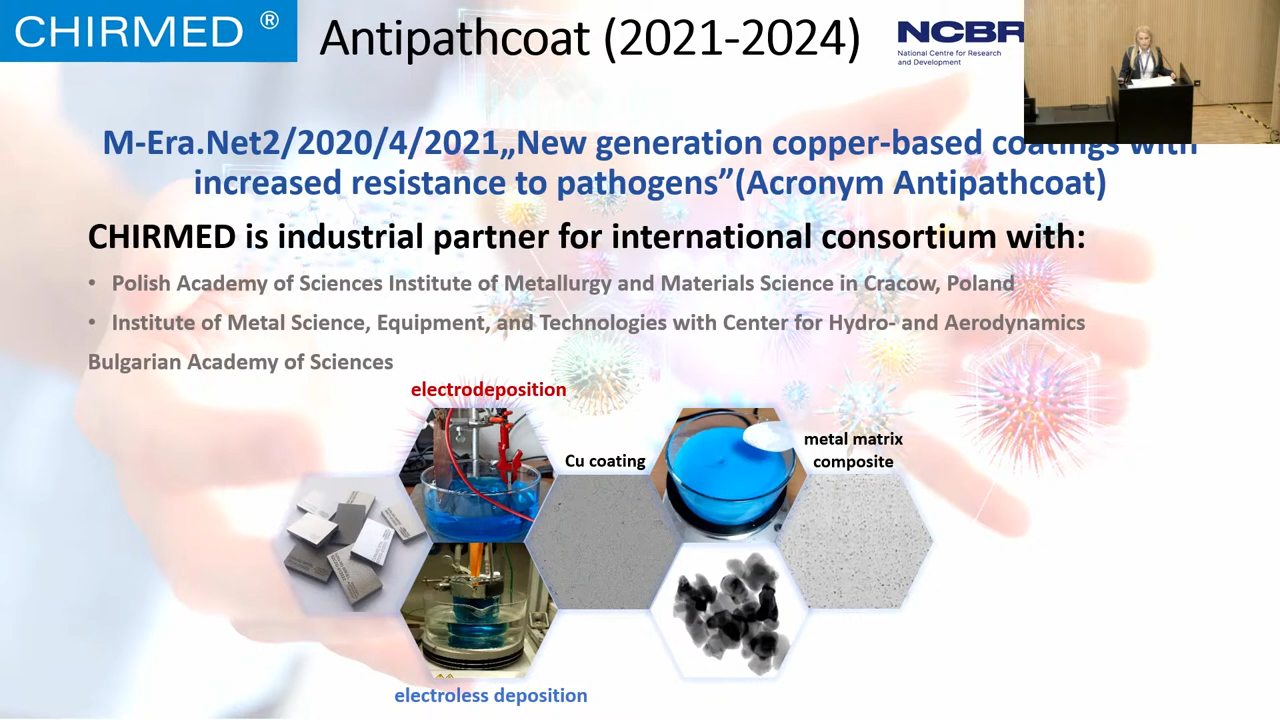 CHIRMED ®
Antipathcoat (2021-2024)
NCBR
National Centre for Research
and Development
M-Era.Net2/2020/4/2021„New generation copper-based coatings with
increased resistance to pathogens”(Acronym Antipathcoat)
CHIRMED is industrial partner for international consortium with:
• Polish Academy of Sciences Institute of Metallurgy and Materials Science in Cracow, Poland
• Institute of Metal Science, Equipment, and Technologies with Center for Hydro- and Aerodynamics
Bulgarian Academy of Sciences
electrodeposition
Cu coating
metal matrix
composite
electroless deposition